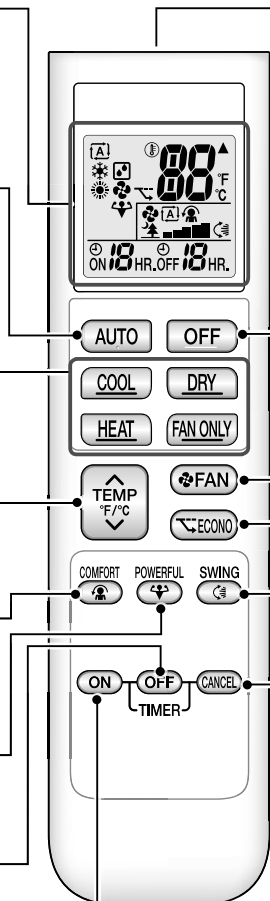 A
88 °F
°C
A
ON 18 HR. OFF 18 HR.
AUTO OFF
COOL DRY
HEAT FAN ONLY
TEMP
°F/°C
FAN
ECONO
COMFORT POWERFUL SWING
ON OFF CANCEL
TIMER